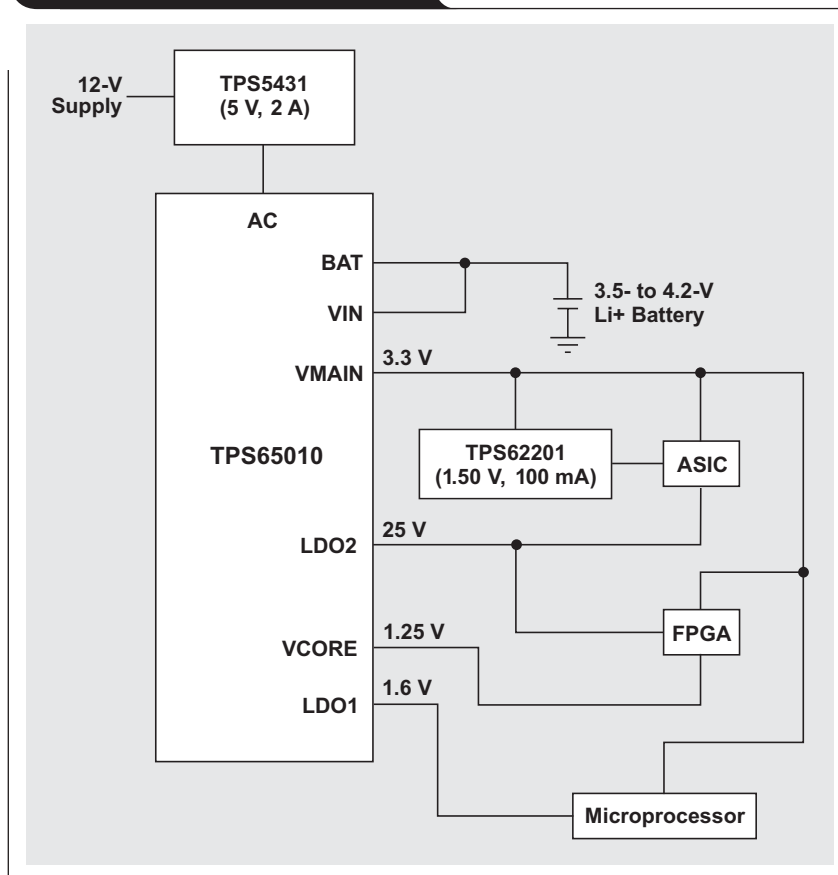 12-V
Supply
TPS5431
(5 V, 2 A)
AC
BAT
VIN
3.5- to 4.2-V
Li+ Battery
VMAIN
3.3 V
TPS65010
TPS62201
(1.50 V, 100 mA)
ASIC
LDO2
25 V
FPGA
VCORE
1.25 V
LDO1
1.6 V
Microprocessor